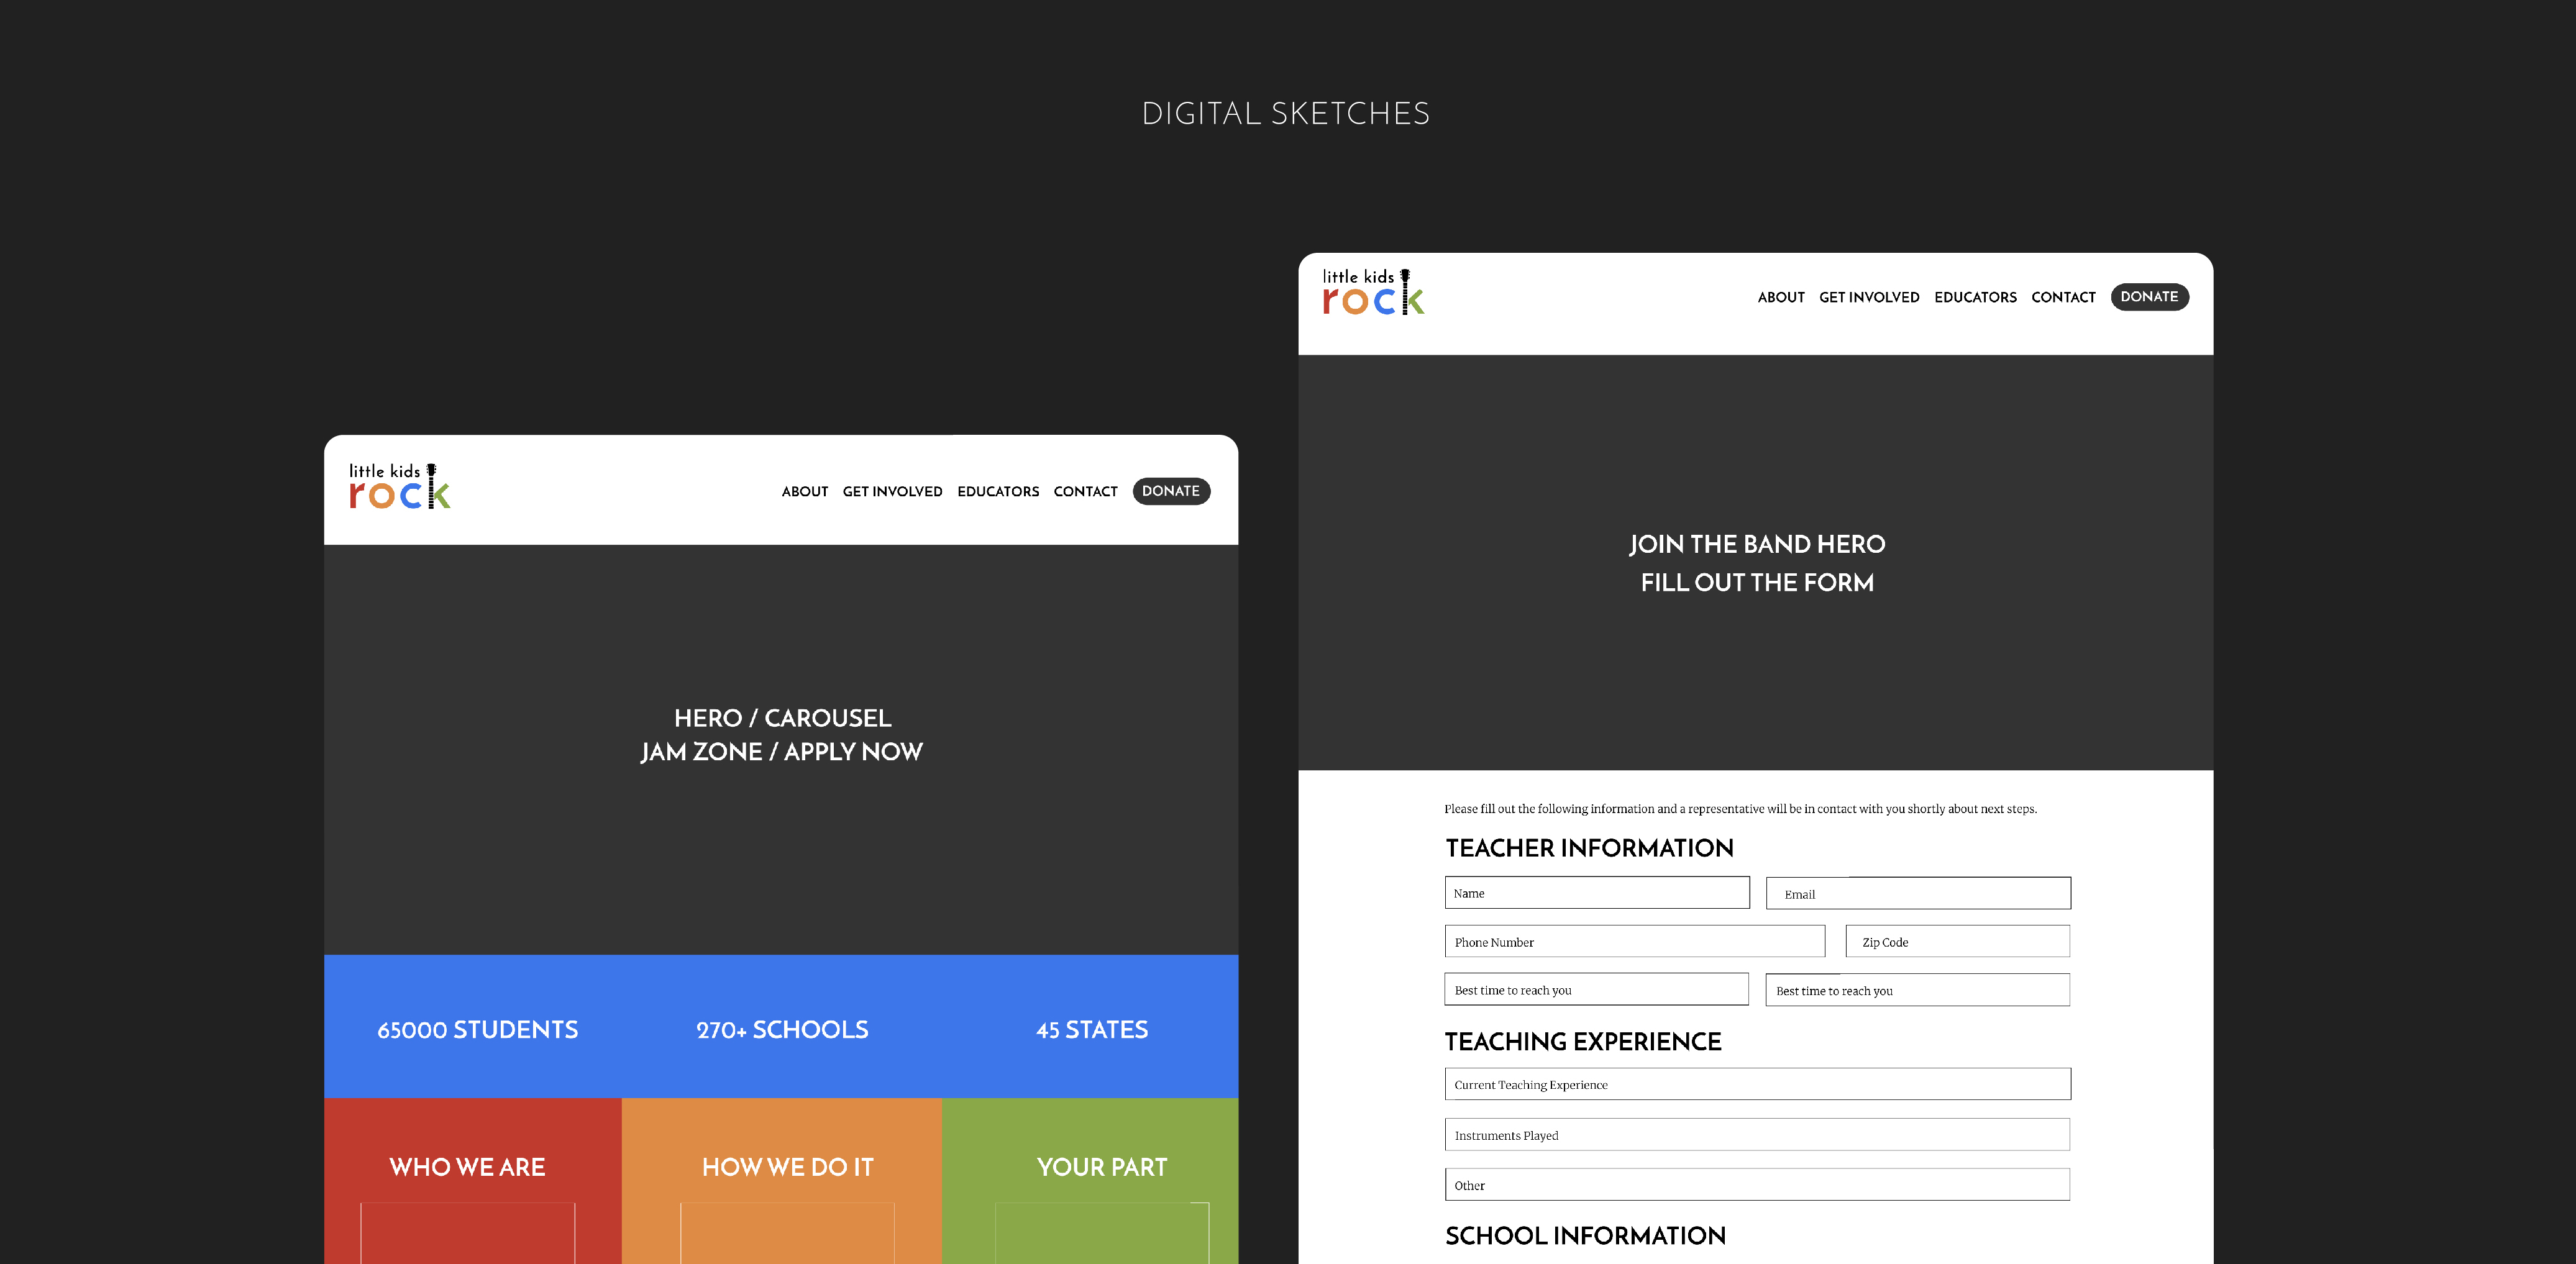 DIGITAL SKETCHES
little kids
rock
ABOUT GET INVOLVED EDUCATORS CONTACT DONATE
HERO / CAROUSEL
JAM ZONE / APPLY NOW
65000 STUDENTS 270+ SCHOOLS 45 STATES
WHO WE ARE HOW WE DO IT YOUR PART
little kids
rock
ABOUT GET INVOLVED EDUCATORS CONTACT DONATE
JOIN THE BAND HERO
FILL OUT THE FORM
Please fill out the following information and a representative will be in contact with you shortly about next steps.
TEACHER INFORMATION
Name Email
Phone Number Zip Code
Best time to reach you Best time to reach you
TEACHING EXPERIENCE
Current Teaching Experience
Instruments Played
Other
SCHOOL INFORMATION